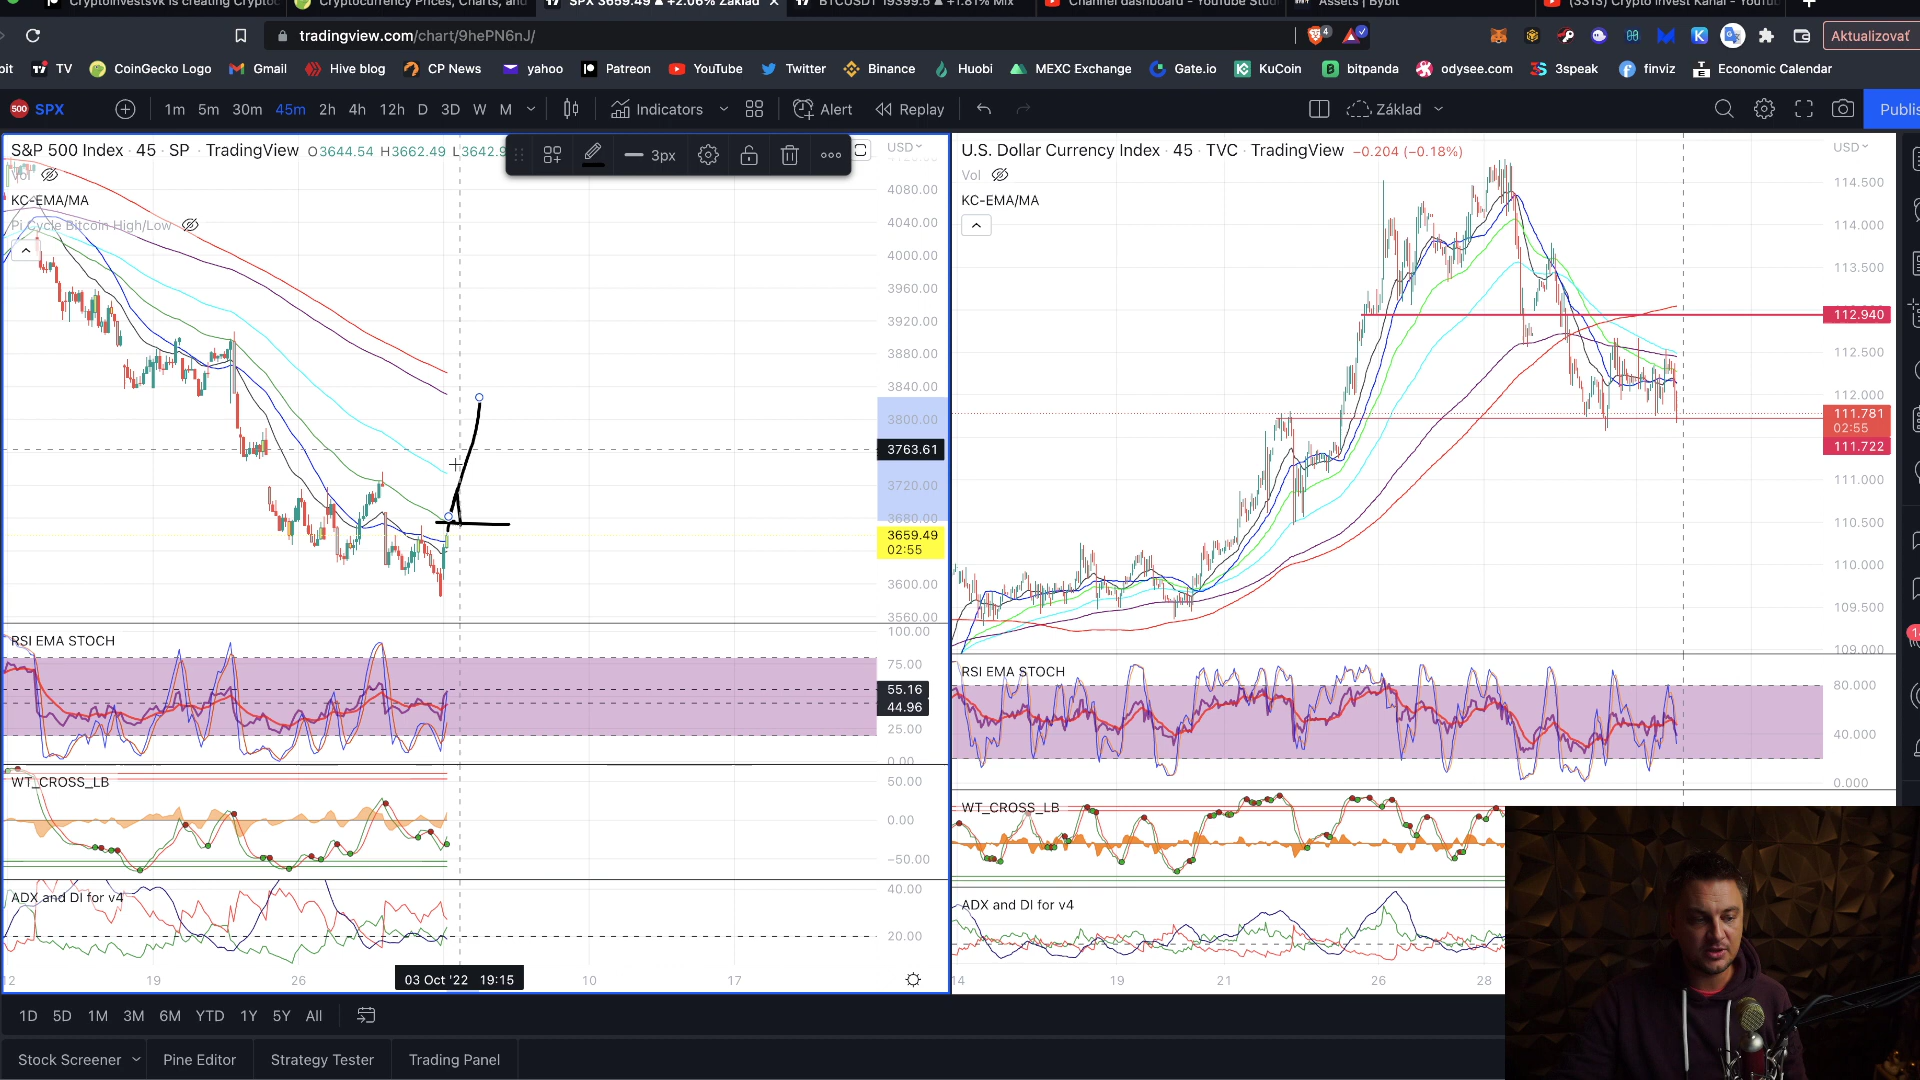 Cryptoinvestsvk is creating Cryptoc
Cryptocurrency Prices, Charts, and
SPX 3659.49 ▲ +2.06% Základ
BTCUSDT 19399.6 ▲ +1.81% Mix
Channel dashboard - YouTube Studi
Assets | Bybit
(3313) Crypto Invest Kanal - YouTub
tradingview.com/chart/9hePN6nJ/
4
Aktualizovať
bit
TV
CoinGecko Logo
Gmail
Hive blog
CP News
yahoo
Patreon
YouTube
Twitter
Binance
Huobi
MEXC Exchange
Gate.io
KuCoin
bitpanda
odysee.com
3speak
finviz
Economic Calendar
500 SPX
1m 5m 30m 45m 2h 4h 12h D 3D W M
Indicators
Alert
Replay
Základ
Publis
S&P 500 Index · 45 · SP · TradingView O3644.54 H3662.49 L3642.9
3px
USD
Vol
KC-EMA/MA
Pi Cycle Bitcoin High/Low
4080.00
4040.00
4000.00
3960.00
3920.00
3880.00
3840.00
3800.00
3763.61
3720.00
3680.00
3659.49
02:55
3600.00
3560.00
RSI EMA STOCH
100.00
75.00
55.16
44.96
25.00
0.00
WT_CROSS_LB
50.00
0.00
−50.00
ADX and DI for v4
40.00
20.00
12 19 26 03 Oct '22 19:15 10 17
U.S. Dollar Currency Index · 45 · TVC · TradingView −0.204 (−0.18%)
USD
Vol
KC-EMA/MA
114.500
114.000
113.500
112.940
112.500
112.000
111.781
02:55
111.722
111.000
110.500
110.000
109.500
109.000
RSI EMA STOCH
80.000
40.000
0.000
WT_CROSS_LB
ADX and DI for v4
14 19 21 26 28
1D 5D 1M 3M 6M YTD 1Y 5Y All
Stock Screener
Pine Editor
Strategy Tester
Trading Panel